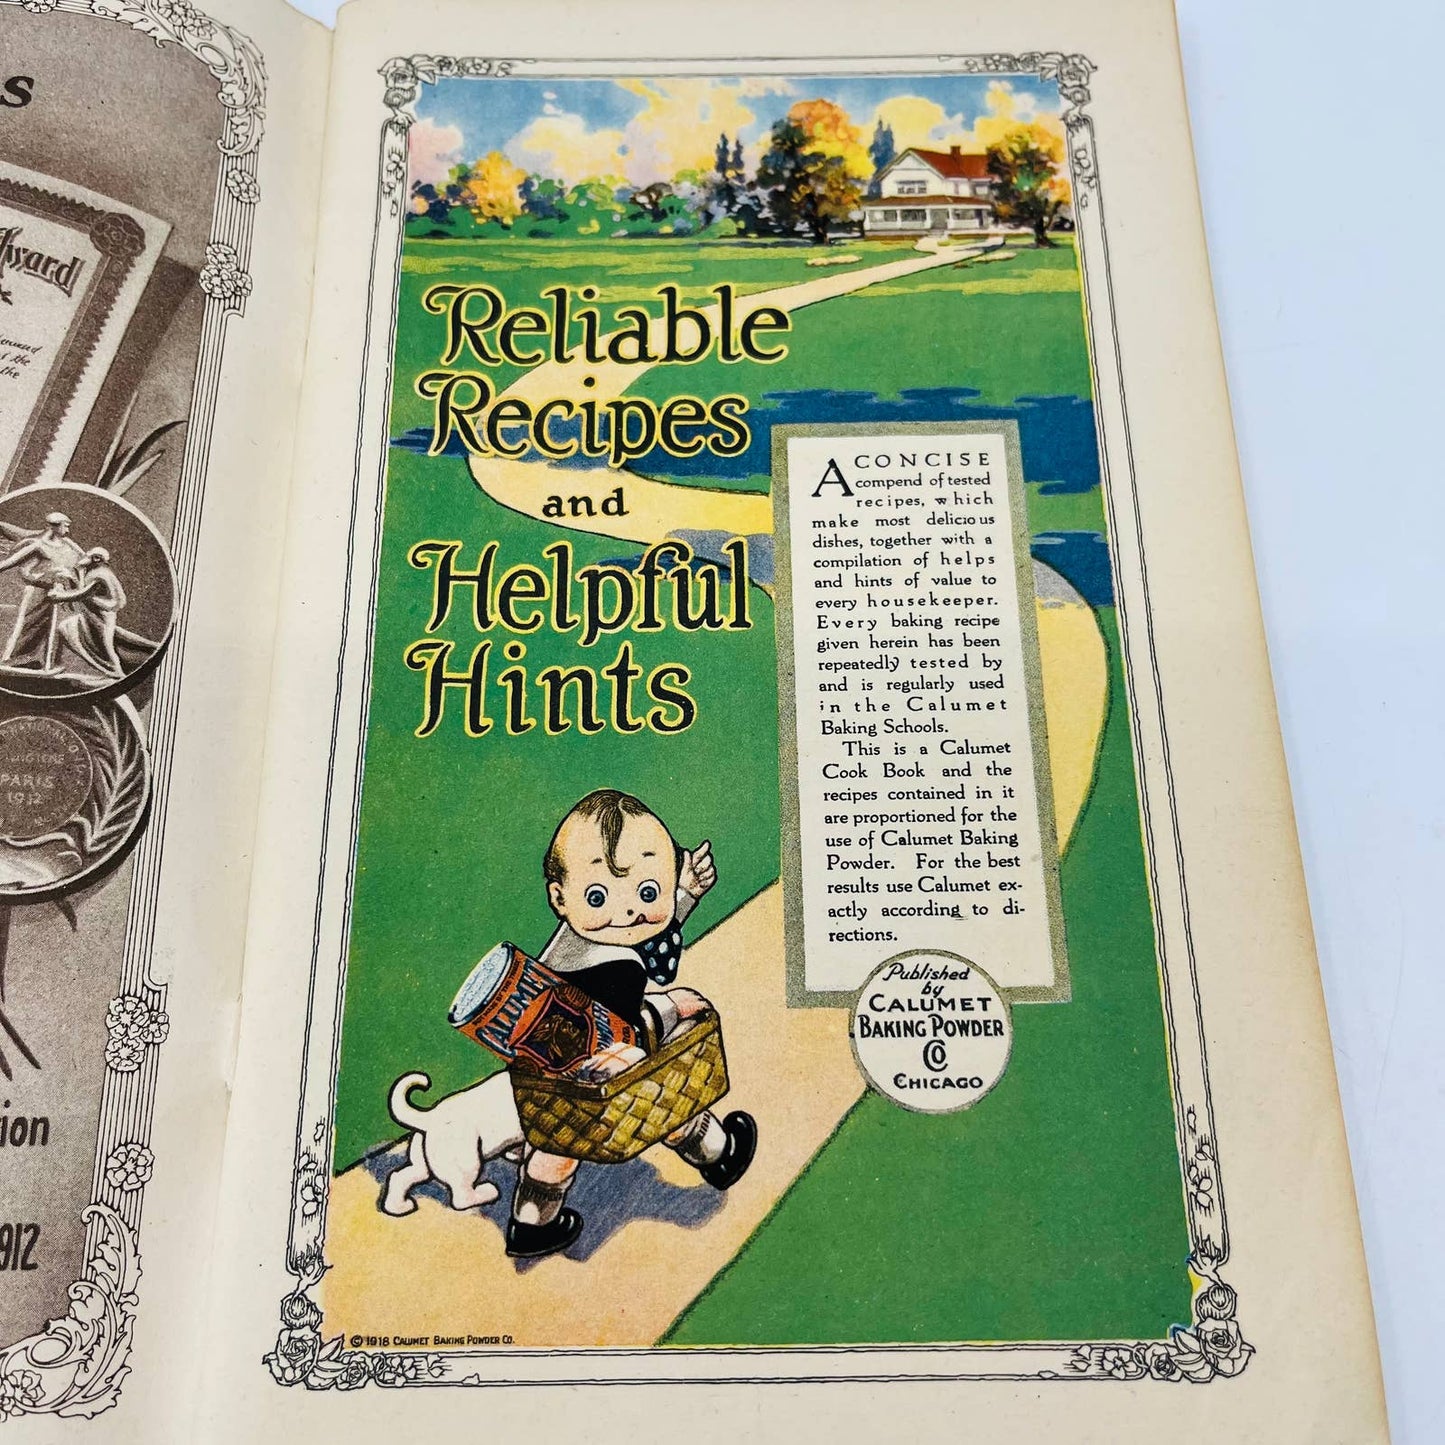 s
Award
the
the
PARIS
1912
ion
912
Reliable
Recipes
and
Helpful
Hints
A CONCISE
compend of tested
recipes, which
make most delicious
dishes, together with a
compilation of helps
and hints of value to
every housekeeper.
Every baking recipe
given herein has been
repeatedly tested by
and is regularly used
in the Calumet
Baking Schools.
This is a Calumet
Cook Book and the
recipes contained in it
are proportioned for the
use of Calumet Baking
Powder. For the best
results use Calumet ex-
actly according to di-
rections.
Published
by
CALUMET
BAKING POWDER
CO
CHICAGO
CALUMET
© 1918 CALUMET BAKING POWDER CO.